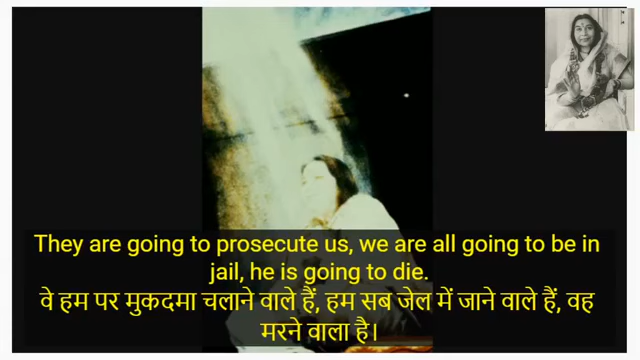 They are going to prosecute us, we are all going to be in
jail, he is going to die.
वे हम पर मुकदमा चलाने वाले हैं, हम सब जेल में जाने वाले हैं, वह
मरने वाला है।